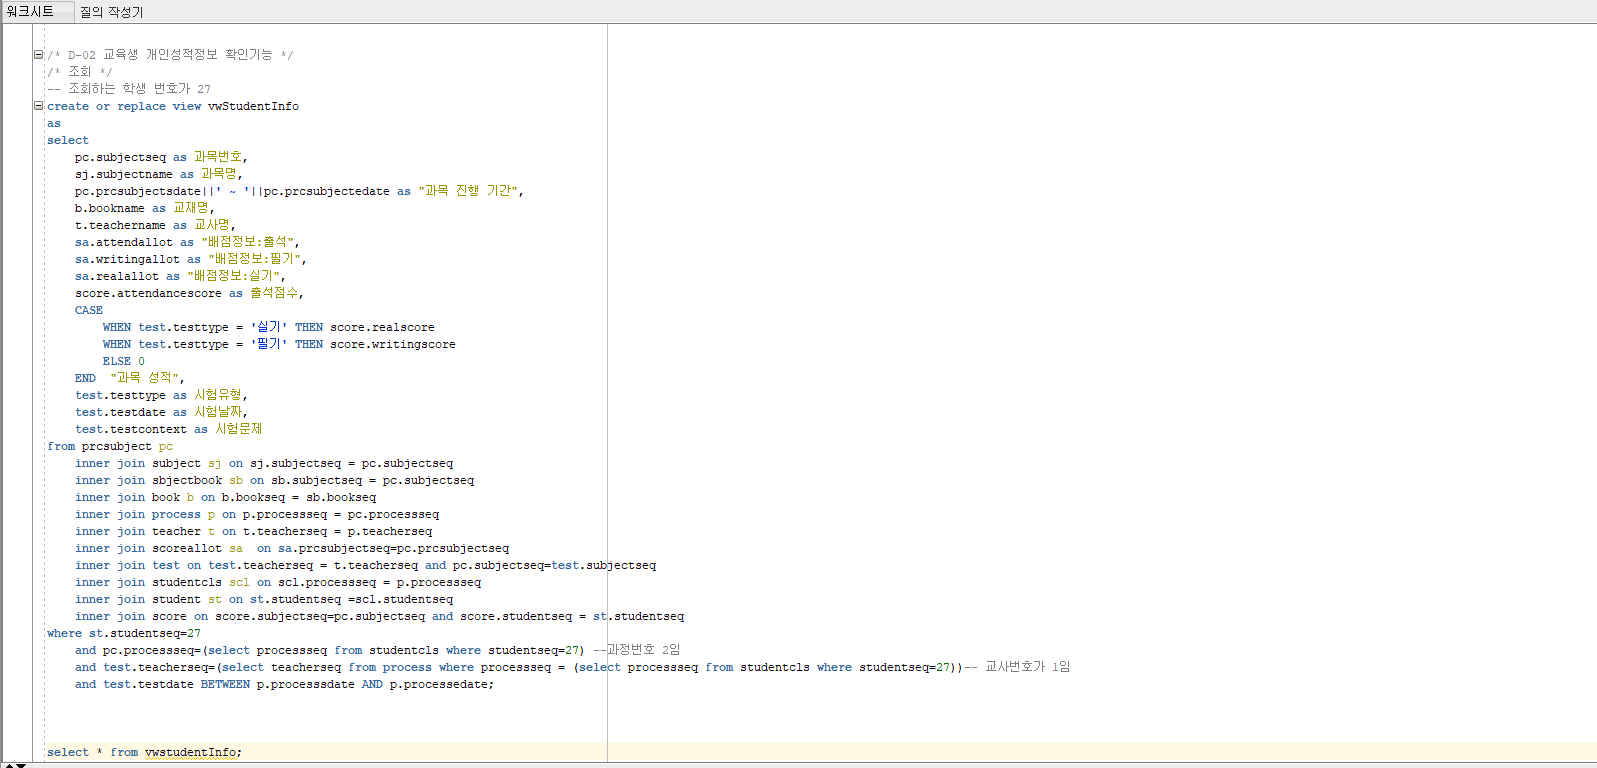 워크시트 질의 작성기
/* D-02 교육생 개인성적정보 확인기능 */
/* 조회 */
-- 조회하는 학생 번호가 27
create or replace view vwStudentInfo
as
select
    pc.subjectseq as 과목번호,
    sj.subjectname as 과목명,
    pc.prcsubjectsdate||' ~ '||pc.prcsubjectedate as "과목 진행 기간",
    b.bookname as 교재명,
    t.teachername as 교사명,
    sa.attendallot as "배점정보:출석",
    sa.writingallot as "배점정보:필기",
    sa.realallot as "배점정보:실기",
    score.attendancescore as 출석점수,
    CASE
        WHEN test.testtype = '실기' THEN score.realscore
        WHEN test.testtype = '필기' THEN score.writingscore
        ELSE 0
    END  "과목 성적",
    test.testtype as 시험유형,
    test.testdate as 시험날짜,
    test.testcontext as 시험문제
from prcsubject pc
    inner join subject sj on sj.subjectseq = pc.subjectseq
    inner join sbjectbook sb on sb.subjectseq = pc.subjectseq
    inner join book b on b.bookseq = sb.bookseq
    inner join process p on p.processseq = pc.processseq
    inner join teacher t on t.teacherseq = p.teacherseq
    inner join scoreallot sa  on sa.prcsubjectseq=pc.prcsubjectseq
    inner join test on test.teacherseq = t.teacherseq and pc.subjectseq=test.subjectseq
    inner join studentcls scl on scl.processseq = p.processseq
    inner join student st on st.studentseq =scl.studentseq
    inner join score on score.subjectseq=pc.subjectseq and score.studentseq = st.studentseq
where st.studentseq=27
    and pc.processseq=(select processseq from studentcls where studentseq=27) --과정번호 2임
    and test.teacherseq=(select teacherseq from process where processseq = (select processseq from studentcls where studentseq=27))-- 교사번호가 1임
    and test.testdate BETWEEN p.processsdate AND p.processedate;
select * from vwstudentInfo;